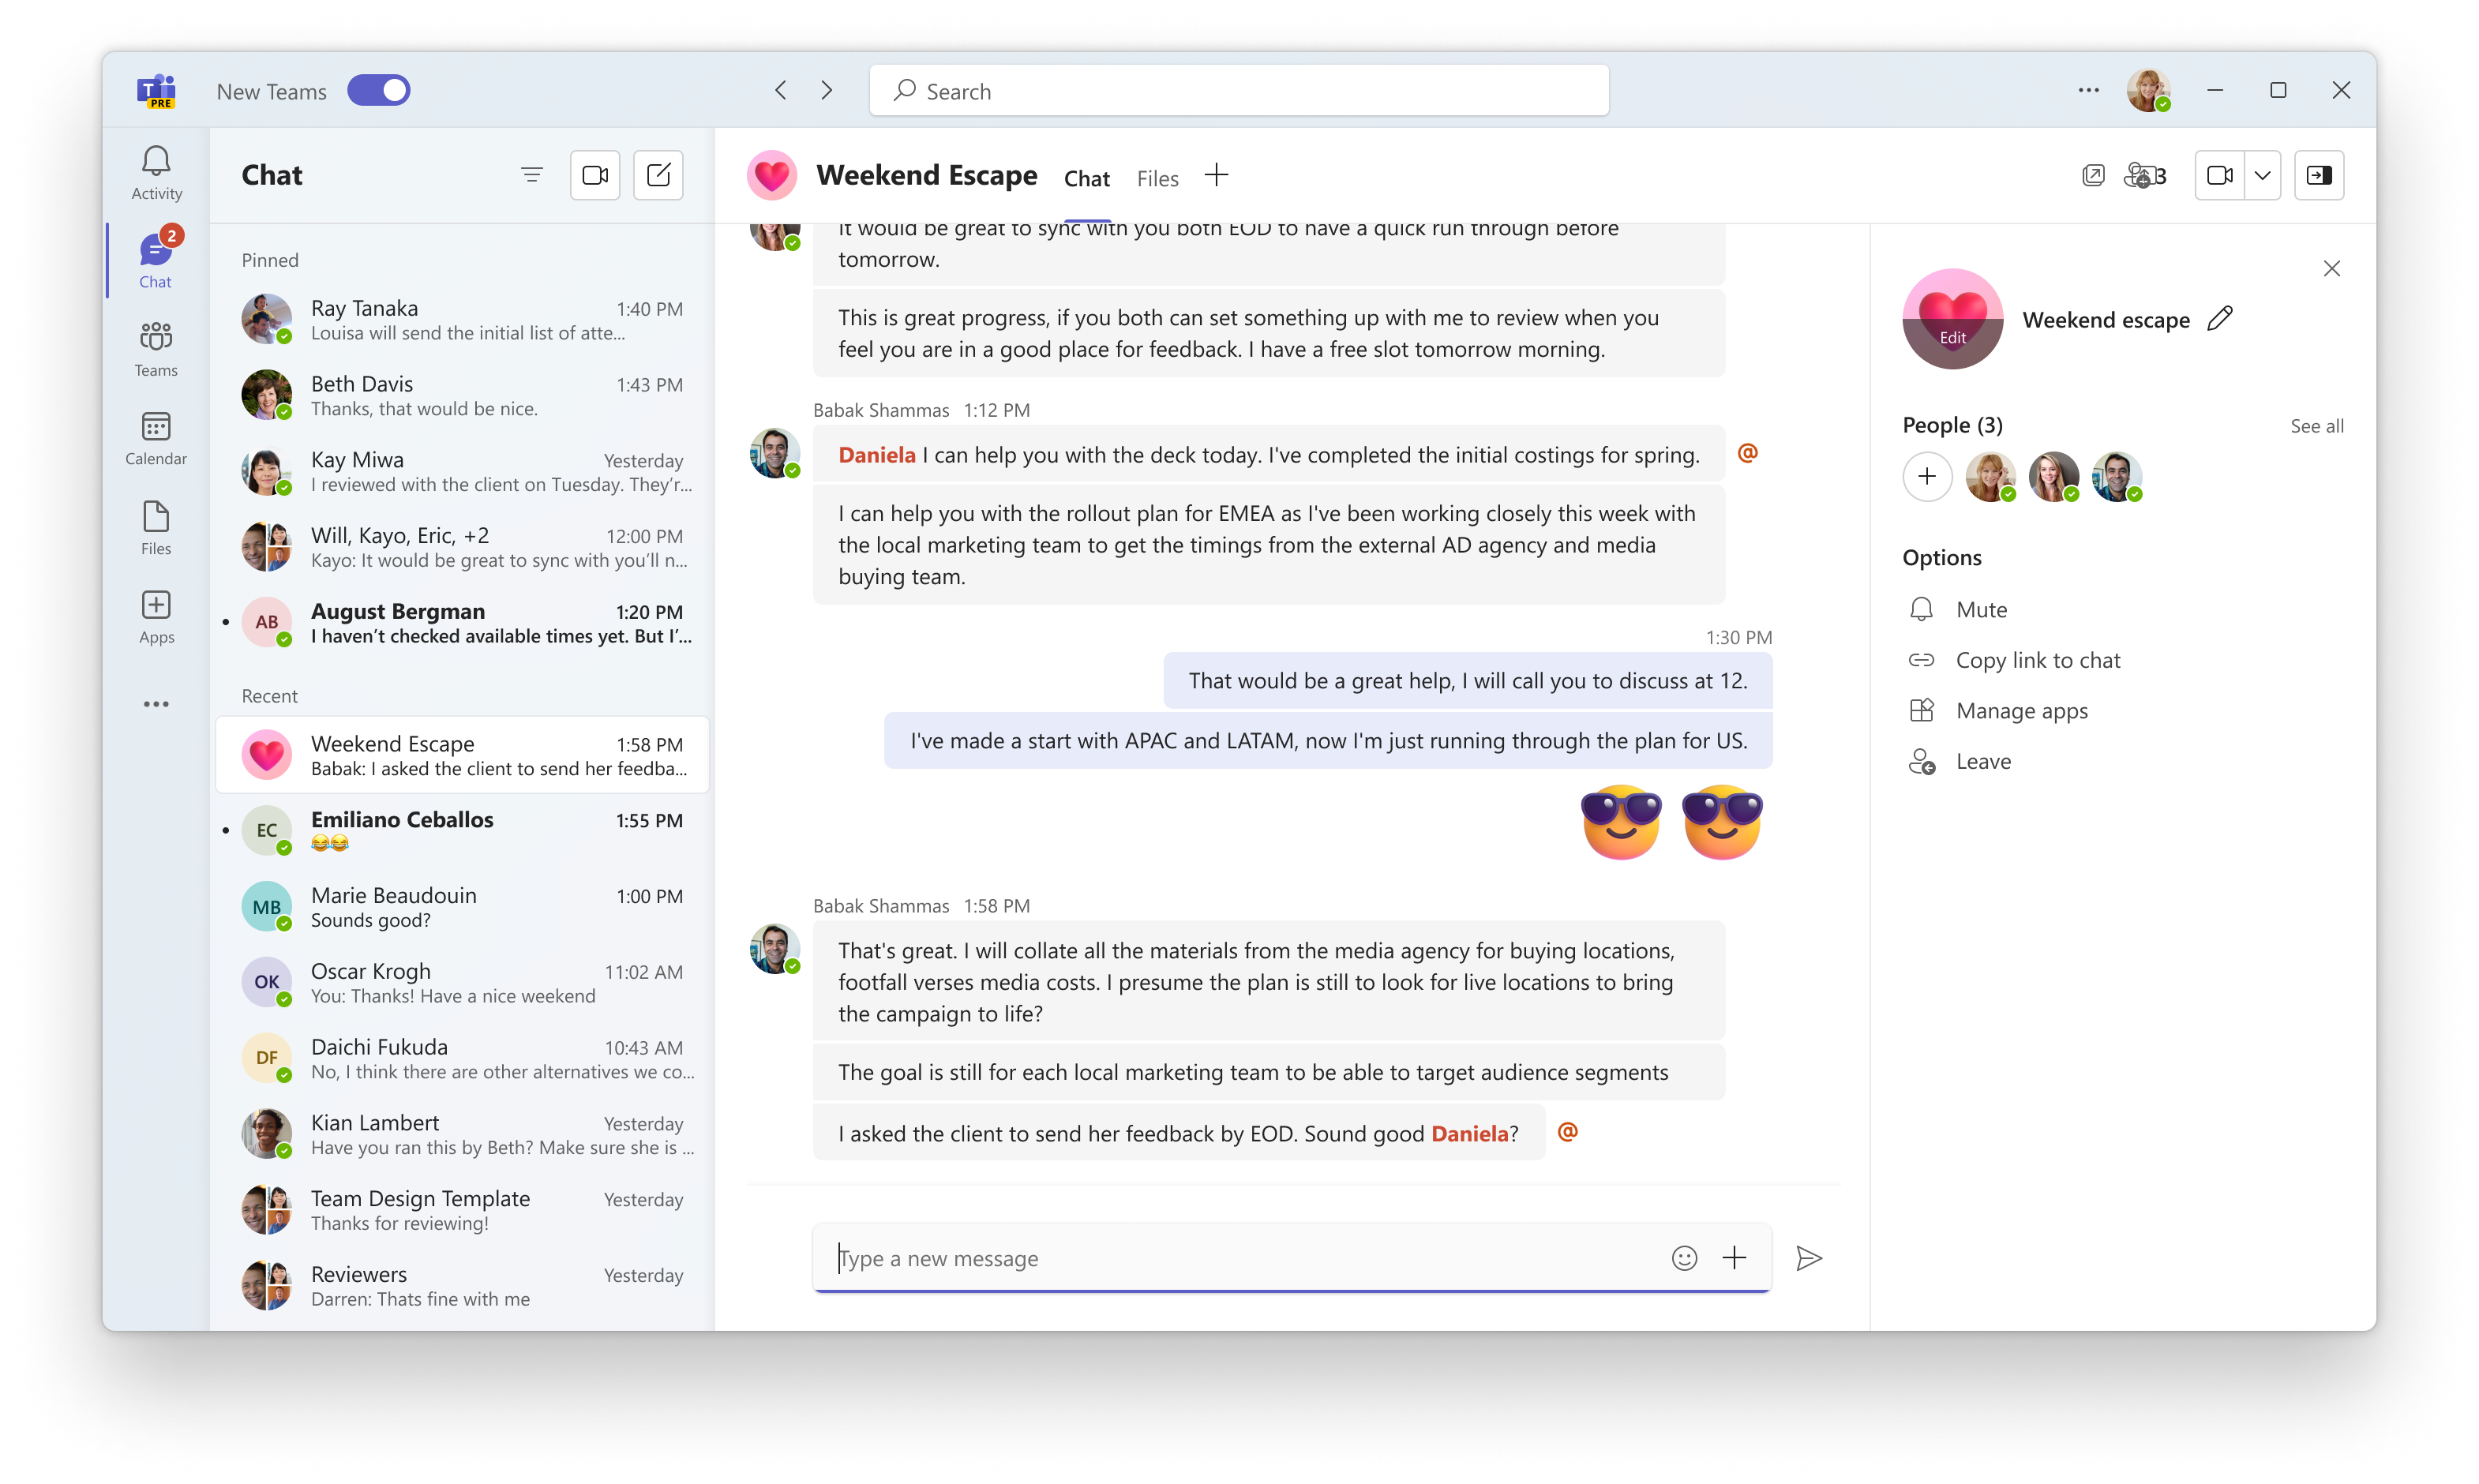 T
PRE
New Teams
Search
Activity
2
Chat
Teams
Calendar
Files
Apps
Chat
Pinned
Ray Tanaka 1:40 PM
Louisa will send the initial list of atte...
Beth Davis 1:43 PM
Thanks, that would be nice.
Kay Miwa Yesterday
I reviewed with the client on Tuesday. They'r...
Will, Kayo, Eric, +2 12:00 PM
Kayo: It would be great to sync with you'll n...
AB
August Bergman 1:20 PM
I haven't checked available times yet. But I'...
Recent
Weekend Escape 1:58 PM
Babak: I asked the client to send her feedba...
EC
Emiliano Ceballos 1:55 PM
😂😂
MB
Marie Beaudouin 1:00 PM
Sounds good?
OK
Oscar Krogh 11:02 AM
You: Thanks! Have a nice weekend
DF
Daichi Fukuda 10:43 AM
No, I think there are other alternatives we co...
Kian Lambert Yesterday
Have you ran this by Beth? Make sure she is ...
Team Design Template Yesterday
Thanks for reviewing!
Reviewers Yesterday
Darren: Thats fine with me
Weekend Escape Chat Files
3
It would be great to sync with you both EOD to have a quick run through before
tomorrow.
This is great progress, if you both can set something up with me to review when you
feel you are in a good place for feedback. I have a free slot tomorrow morning.
Babak Shammas 1:12 PM
Daniela I can help you with the deck today. I've completed the initial costings for spring. @
I can help you with the rollout plan for EMEA as I've been working closely this week with
the local marketing team to get the timings from the external AD agency and media
buying team.
1:30 PM
That would be a great help, I will call you to discuss at 12.
I've made a start with APAC and LATAM, now I'm just running through the plan for US.
Babak Shammas 1:58 PM
That's great. I will collate all the materials from the media agency for buying locations,
footfall verses media costs. I presume the plan is still to look for live locations to bring
the campaign to life?
The goal is still for each local marketing team to be able to target audience segments
I asked the client to send her feedback by EOD. Sound good Daniela? @
Type a new message
Edit
Weekend escape
People (3) See all
Options
Mute
Copy link to chat
Manage apps
Leave